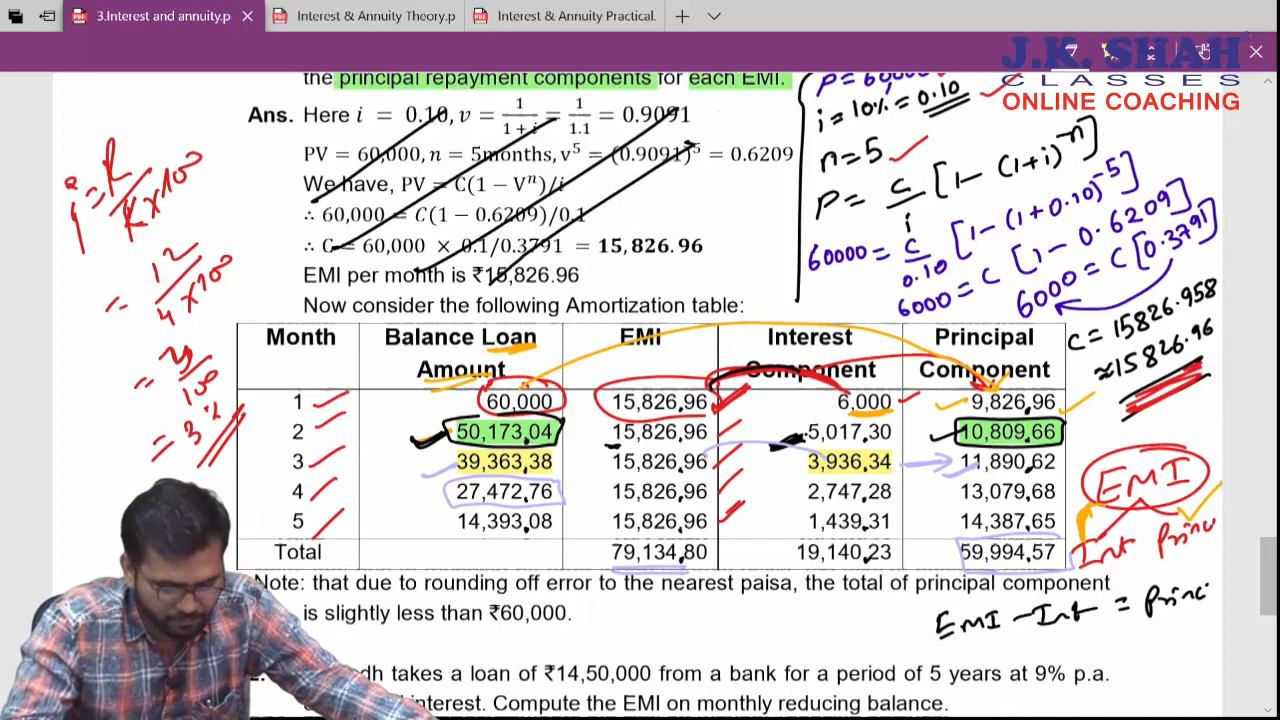 3.Interest and annuity.p
Interest & Annuity Theory.p
Interest & Annuity Practical.
J.K. SHAH
CLASSES
ONLINE COACHING
the principal repayment components for each EMI.
Ans. Here i = 0.10, v = 1/(1 + i) = 1/1.1 = 0.9091
PV = 60,000, n = 5months, v⁵ = (0.9091)⁵ = 0.6209
We have, PV = C(1 − Vⁿ)/i
∴ 60,000 = C(1 − 0.6209)/0.1
∴ C = 60,000 × 0.1/0.3791 = 15,826.96
EMI per month is ₹15,826.96
Now consider the following Amortization table:
Month Balance Loan Amount EMI Interest Component Principal Component
1 60,000 15,826.96 6,000 9,826.96
2 50,173.04 15,826.96 5,017.30 10,809.66
3 39,363.38 15,826.96 3,936.34 11,890.62
4 27,472.76 15,826.96 2,747.28 13,079.68
5 14,393.08 15,826.96 1,439.31 14,387.65
Total 79,134.80 19,140.23 59,994.57
Note: that due to rounding off error to the nearest paisa, the total of principal component
is slightly less than ₹60,000.
dh takes a loan of ₹14,50,000 from a bank for a period of 5 years at 9% p.a.
interest. Compute the EMI on monthly reducing balance.
i = 10% = 0.10
n = 5
P = C/i [1 - (1+i)⁻ⁿ]
60000 = C/0.10 [1 - (1+0.10)⁻⁵]
6000 = C [1 - 0.6209]
6000 = C [0.3791]
C = 15826.958
≈15826.96
= 12/4 × 100
= 3%
EMI
Int Princi
EMI - Int = Princi